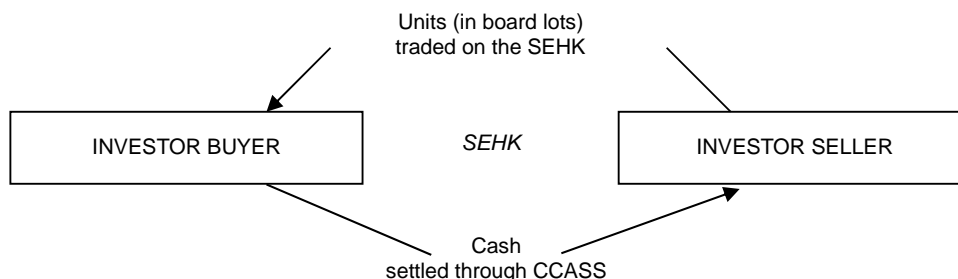 Units (in board lots)
traded on the SEHK
INVESTOR BUYER
SEHK
INVESTOR SELLER
Cash
settled through CCASS